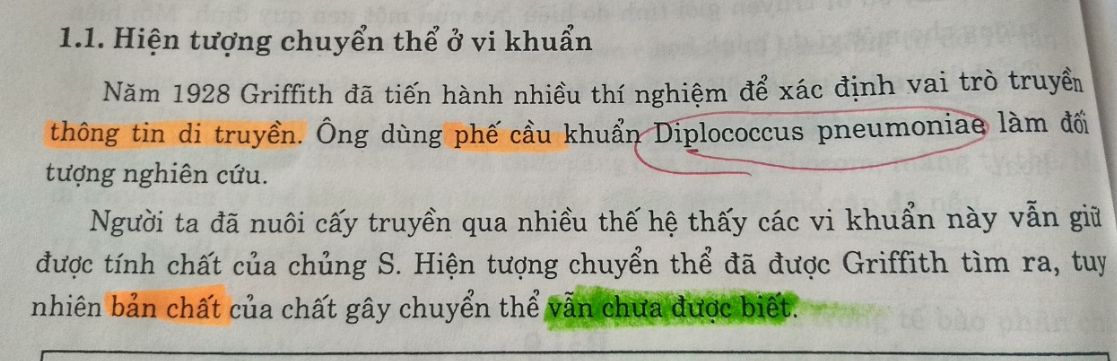 1.1. Hiện tượng chuyển thể ở vi khuẩn
Năm 1928 Griffith đã tiến hành nhiều thí nghiệm để xác định vai trò truyền
thông tin di truyền. Ông dùng phế cầu khuẩn Diplococcus pneumoniae làm đối
tượng nghiên cứu.
Người ta đã nuôi cấy truyền qua nhiều thế hệ thấy các vi khuẩn này vẫn giữ
được tính chất của chủng S. Hiện tượng chuyển thể đã được Griffith tìm ra, tuy
nhiên bản chất của chất gây chuyển thể vẫn chưa được biết.